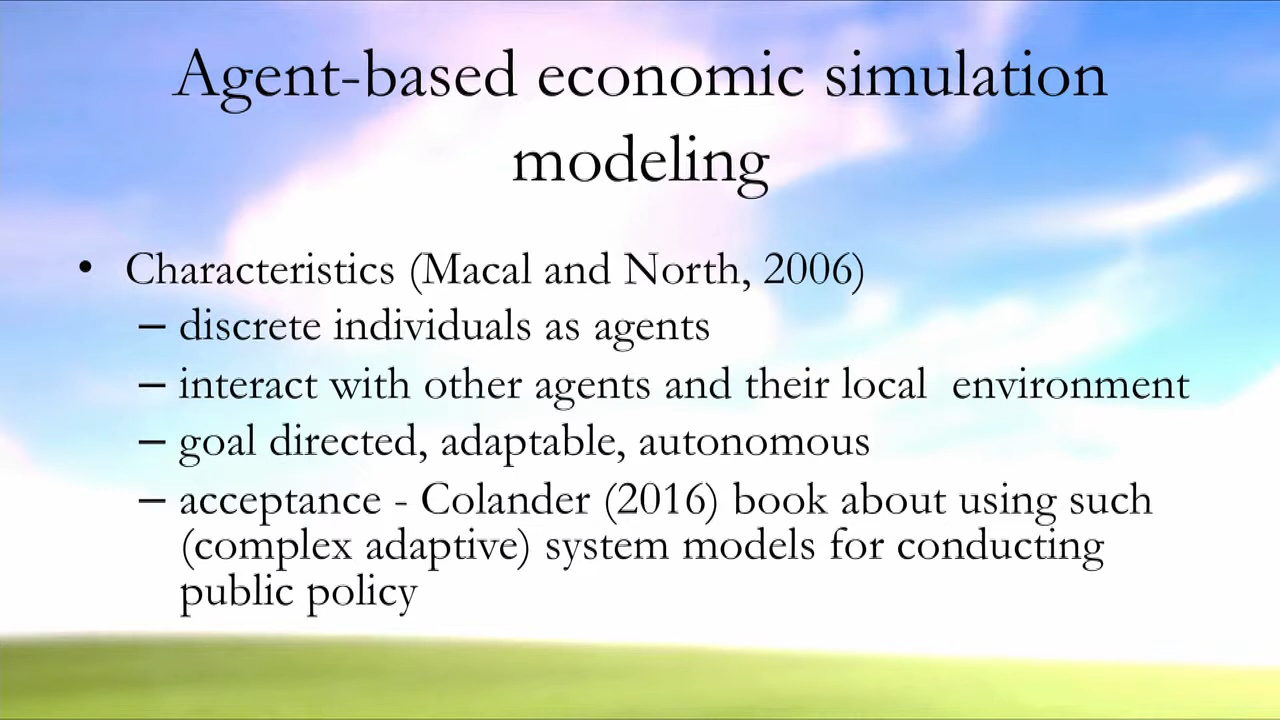 Agent-based economic simulation
modeling
• Characteristics (Macal and North, 2006)
– discrete individuals as agents
– interact with other agents and their local  environment
– goal directed, adaptable, autonomous
– acceptance - Colander (2016) book about using such
(complex adaptive) system models for conducting
public policy